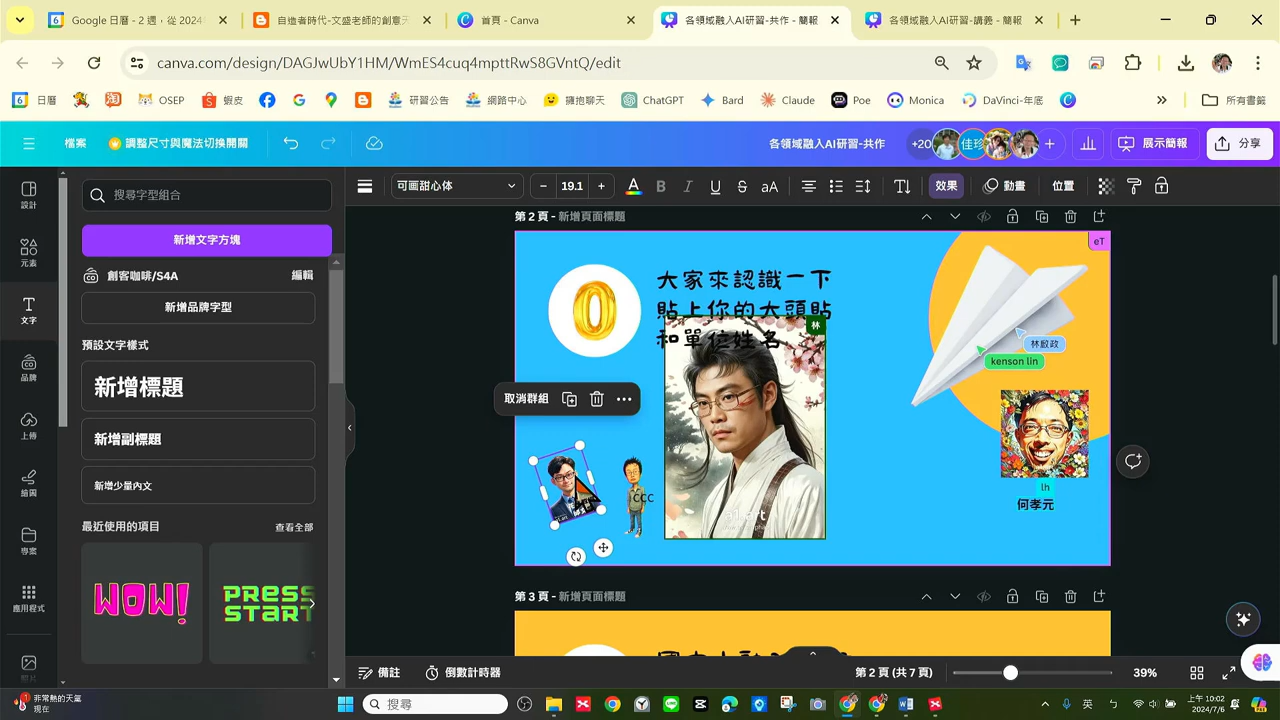 Google 日曆 - 2 週，從 2024
自造者時代-文盛老師的創意天
首頁 - Canva
各領域融入AI研習-共作 - 簡報
各領域融入AI研習-講義 - 簡報
canva.com/design/DAGJwUbY1HM/WmES4cuq4mpttRwS8GVntQ/edit
日曆
淘
OSEP
蝦皮
研習公告
網路中心
擁抱聊天
ChatGPT
Bard
Claude
Poe
Monica
DaVinci-年底
所有書籤
檔案
調整尺寸與魔法切換開關
各領域融入AI研習-共作
+20
佳珍
展示簡報
分享
設計
元素
文字
品牌
上傳
繪圖
專案
應用程式
搜尋字型組合
新增文字方塊
創客咖啡/S4A
編輯
新增品牌字型
預設文字樣式
新增標題
新增副標題
新增少量內文
最近使用的項目
查看全部
WOW!
PRESS
START
可画甜心体
19.1
B
I
U
S
aA
效果
動畫
位置
第 2 頁 - 新增頁面標題
eT
0
大家來認識一下
貼上你的大頭貼
和單位姓名
林
林殿政
kenson lin
取消群組
ccc
lh
何孝元
第 3 頁 - 新增頁面標題
備註
倒數計時器
第 2 頁 (共 7 頁)
39%
非常熱的天氣
現在
搜尋
英
上午 10:02
2024/7/6